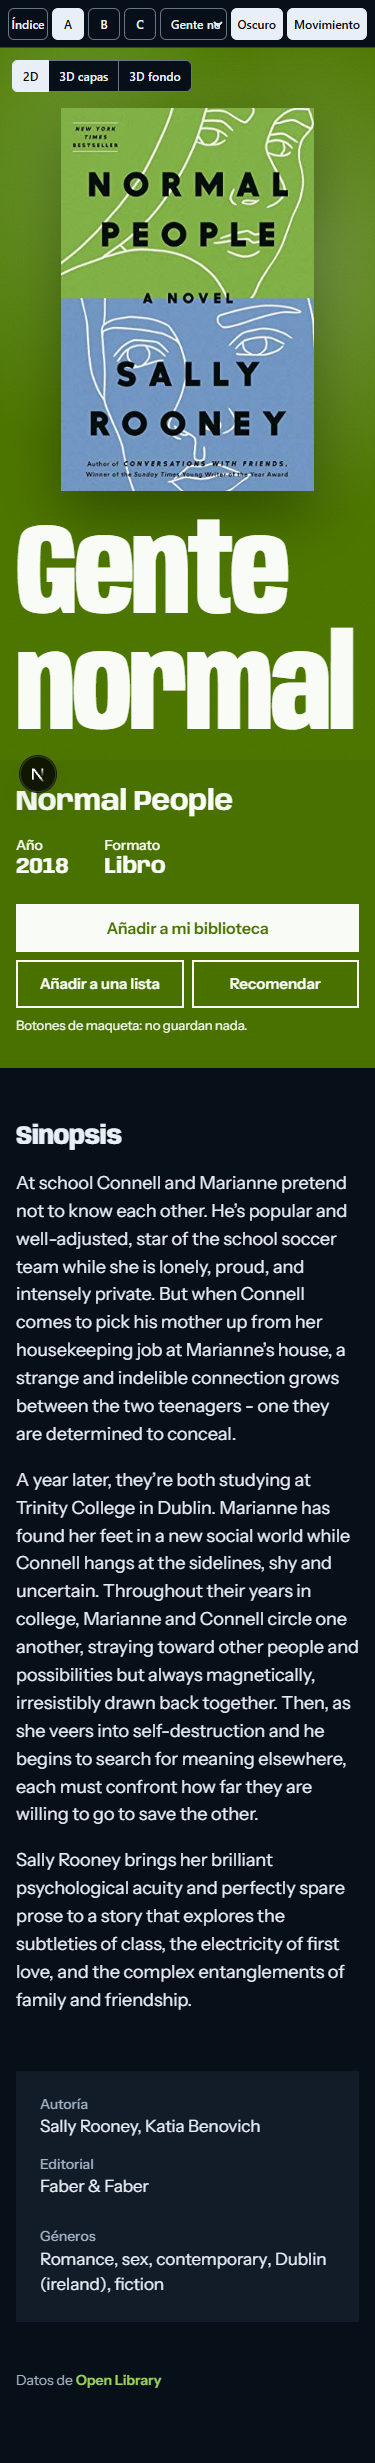 Índice A B C Gente no Oscuro Movimiento
2D 3D capas 3D fondo
NEW YORK
TIMES
BESTSELLER
NORMAL
PEOPLE
A NOVEL
SALLY
ROONEY
Author of CONVERSATIONS WITH FRIENDS,
Winner of the Sunday Times Young Writer of the Year Award
Gente
normal
N
Normal People
Año Formato
2018 Libro
Añadir a mi biblioteca
Añadir a una lista Recomendar
Botones de maqueta: no guardan nada.
Sinopsis
At school Connell and Marianne pretend
not to know each other. He’s popular and
well-adjusted, star of the school soccer
team while she is lonely, proud, and
intensely private. But when Connell
comes to pick his mother up from her
housekeeping job at Marianne’s house, a
strange and indelible connection grows
between the two teenagers - one they
are determined to conceal.
A year later, they’re both studying at
Trinity College in Dublin. Marianne has
found her feet in a new social world while
Connell hangs at the sidelines, shy and
uncertain. Throughout their years in
college, Marianne and Connell circle one
another, straying toward other people and
possibilities but always magnetically,
irresistibly drawn back together. Then, as
she veers into self-destruction and he
begins to search for meaning elsewhere,
each must confront how far they are
willing to go to save the other.
Sally Rooney brings her brilliant
psychological acuity and perfectly spare
prose to a story that explores the
subtleties of class, the electricity of first
love, and the complex entanglements of
family and friendship.
Autoría
Sally Rooney, Katia Benovich
Editorial
Faber & Faber
Géneros
Romance, sex, contemporary, Dublin
(ireland), fiction
Datos de Open Library